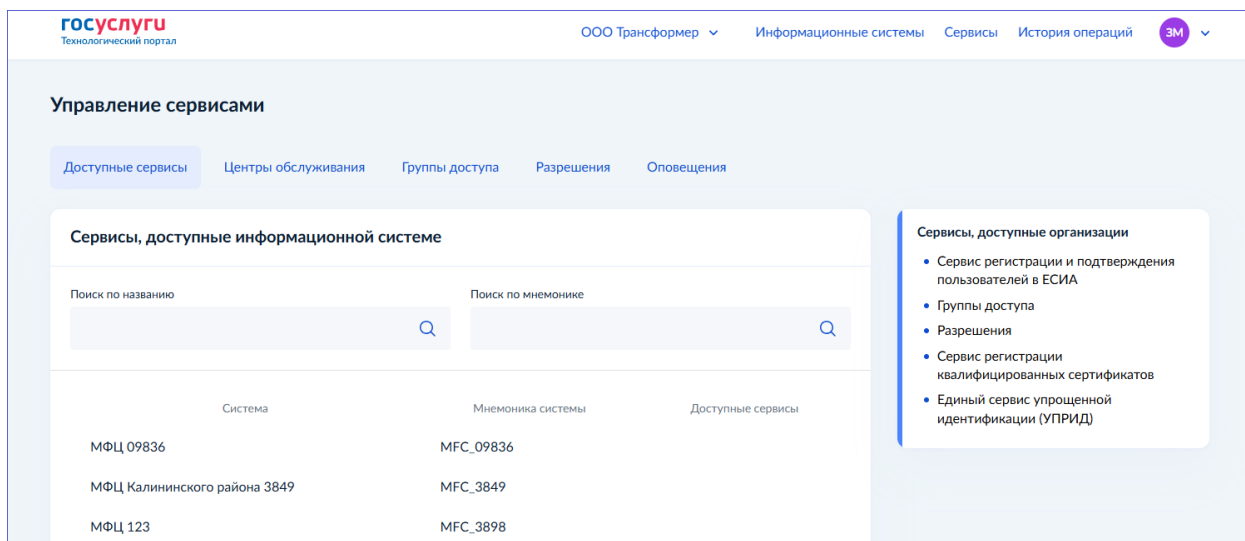 госуслуги
Технологический портал
ООО Трансформер
Информационные системы
Сервисы
История операций
ЗМ
Управление сервисами
Доступные сервисы
Центры обслуживания
Группы доступа
Разрешения
Оповещения
Сервисы, доступные информационной системе
Поиск по названию
Поиск по мнемонике
Система
Мнемоника системы
Доступные сервисы
МФЦ 09836
MFC_09836
МФЦ Калининского района 3849
MFC_3849
МФЦ 123
MFC_3898
Сервисы, доступные организации
Сервис регистрации и подтверждения
пользователей в ЕСИА
Группы доступа
Разрешения
Сервис регистрации
квалифицированных сертификатов
Единый сервис упрощенной
идентификации (УПРИД)